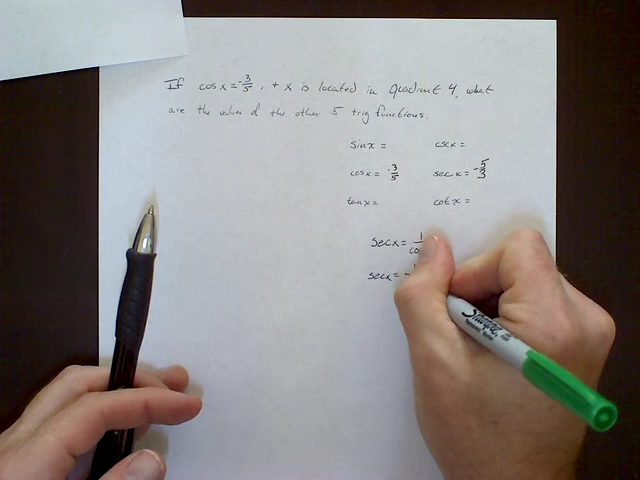 If cos x = -3/5, + x is located in Quadrant 4, what
are the values of the other 5 trig functions.
sin x = csc x =
cos x = -3/5 sec x = -5/3
tan x = cot x =
sec x = 1
sec x = -
Sharpie